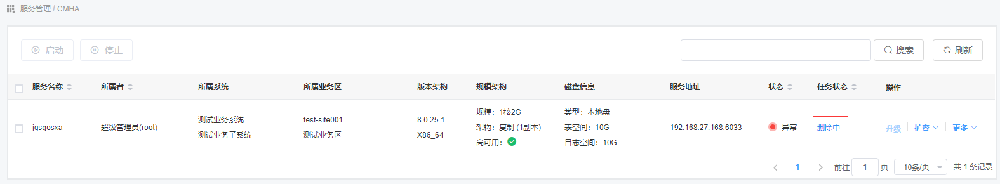 服务管理 / CMHA
启动 停止 搜索 刷新
服务名称 所属者 所属系统 所属业务区 版本架构 规模架构 磁盘信息 服务地址 状态 任务状态 操作
jgsgosxa 超级管理员(root) 测试业务系统 test-site001 8.0.25.1 规模：1核2G 类型：本地盘 192.168.27.168:6033 异常 删除中 升级 扩容 更多
测试业务子系统 测试业务区 X86_64 架构：复制 (1副本) 表空间：10G
高可用： 日志空间：10G
1 前往 1 页 10条/页 共 1 条记录